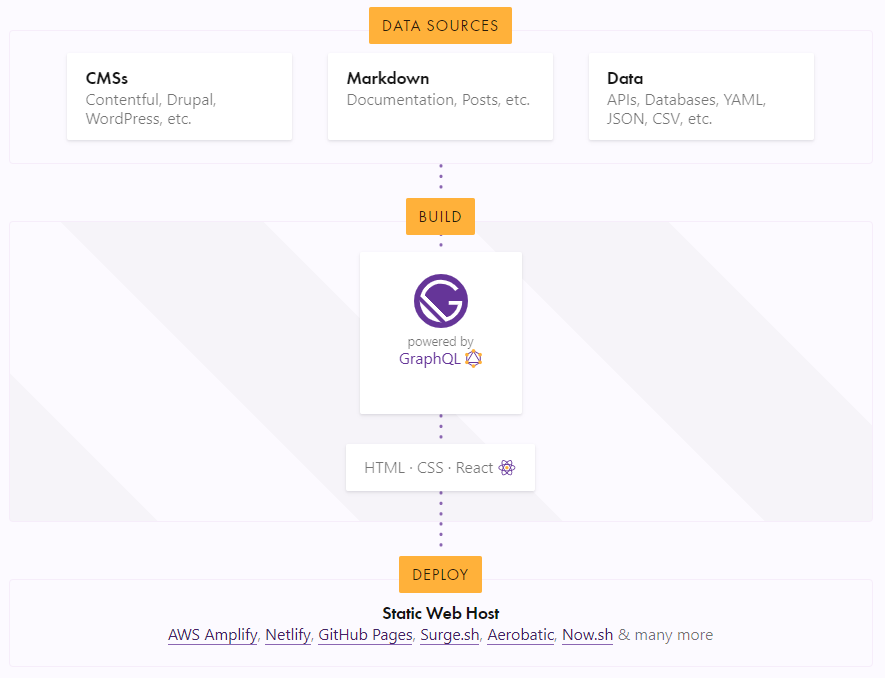 DATA SOURCES
CMSs
Contentful, Drupal,
WordPress, etc.
Markdown
Documentation, Posts, etc.
Data
APIs, Databases, YAML,
JSON, CSV, etc.
BUILD
powered by
GraphQL
HTML · CSS · React
DEPLOY
Static Web Host
AWS Amplify, Netlify, GitHub Pages, Surge.sh, Aerobatic, Now.sh & many more